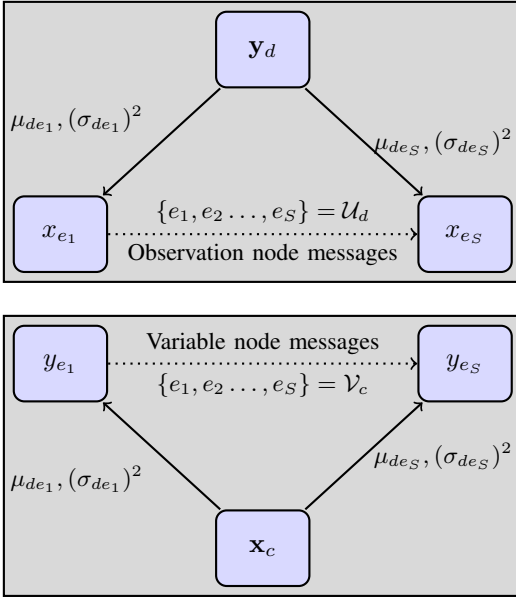 𝐲_d
μ_{de_1}, (σ_{de_1})^2
μ_{de_S}, (σ_{de_S})^2
x_{e_1}
{e_1, e_2 ..., e_S} = 𝒰_d
Observation node messages
x_{e_S}
y_{e_1}
Variable node messages
{e_1, e_2 ..., e_S} = 𝒱_c
y_{e_S}
μ_{de_1}, (σ_{de_1})^2
μ_{de_S}, (σ_{de_S})^2
𝐱_c